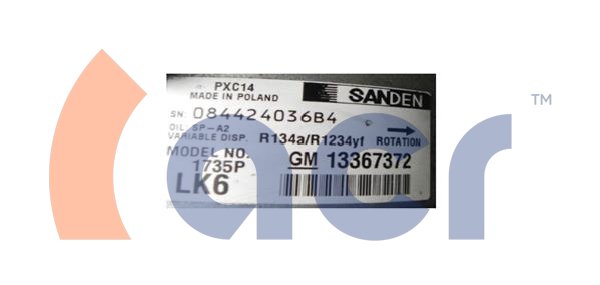 PXC14
MADE IN POLAND
SANDEN
SN: 084424036B4
OIL SP-A2
VARIABLE DISP. R134a/R1234yf
ROTATION
MODEL NO.
1735P
GM 13367372
LK6
acr
TM